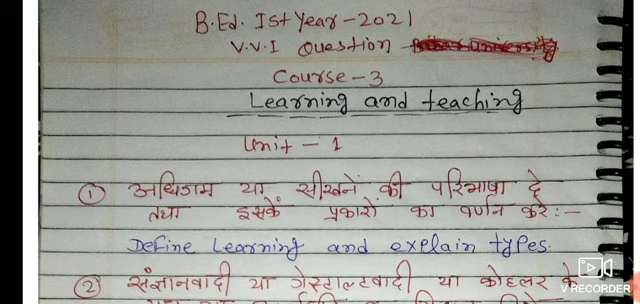 B.Ed. Ist Year - 2021
V.V.I Question -
Course - 3
Learning and teaching
Unit - 1
① अधिगम या सीखनें की परिभाषा दे
तथा इसकें प्रकारों का वर्णन करे :-
Define Learning and explain types.
② संज्ञानवादी या गेस्टाल्टवादी या कोहलर के
V RECORDER